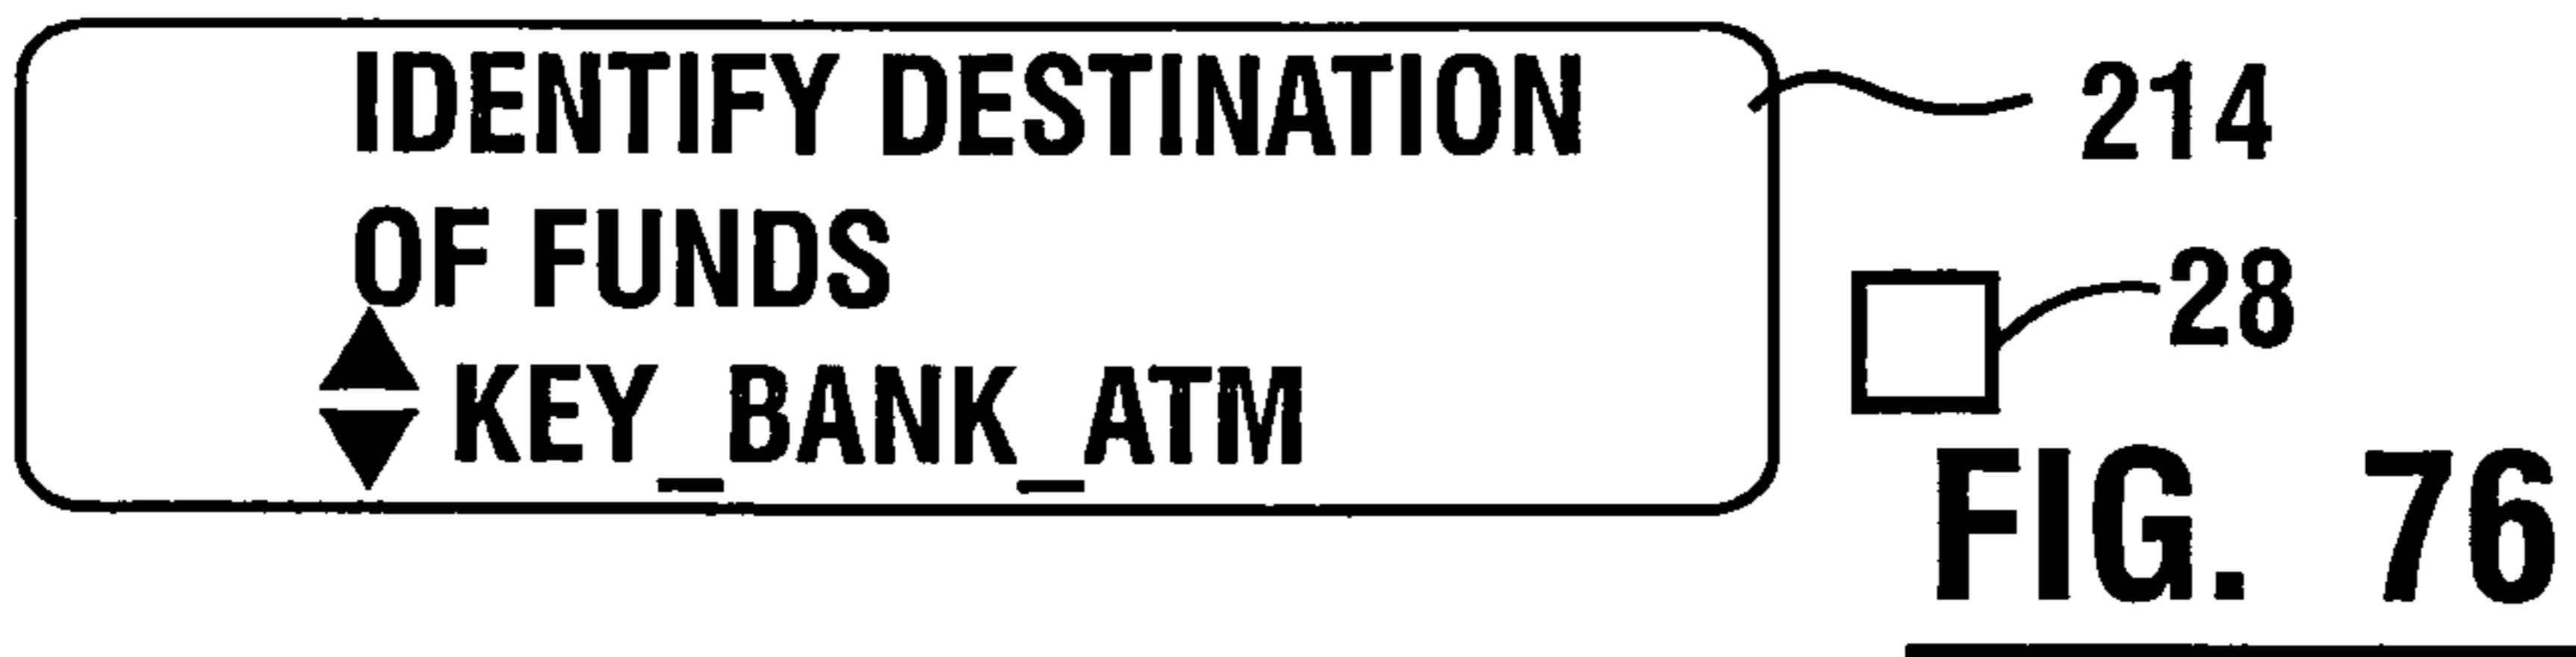 IDENTIFY DESTINATION
OF FUNDS
KEY_BANK_ATM
214
28
FIG. 76